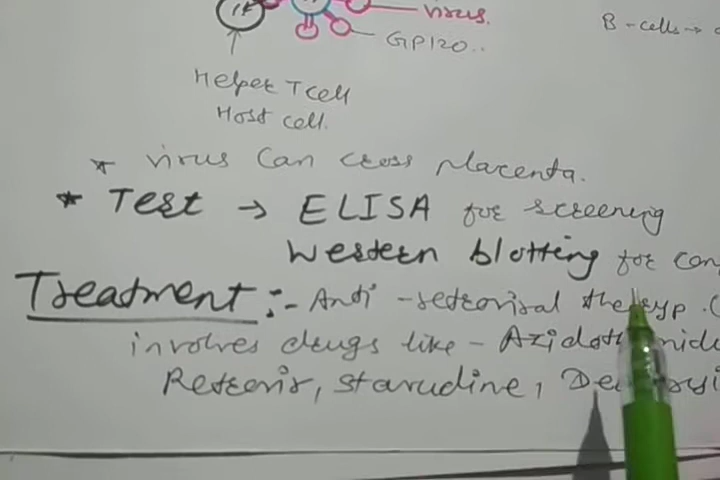 virus.
B-cells →
GP120..
Helper T cell
Host cell.
* virus can cross placenta.
* Test → ELISA for screening
Western blotting for con
Treatment :- Anti-retroviral
involves drugs like -
Retrovir, Stavudine,